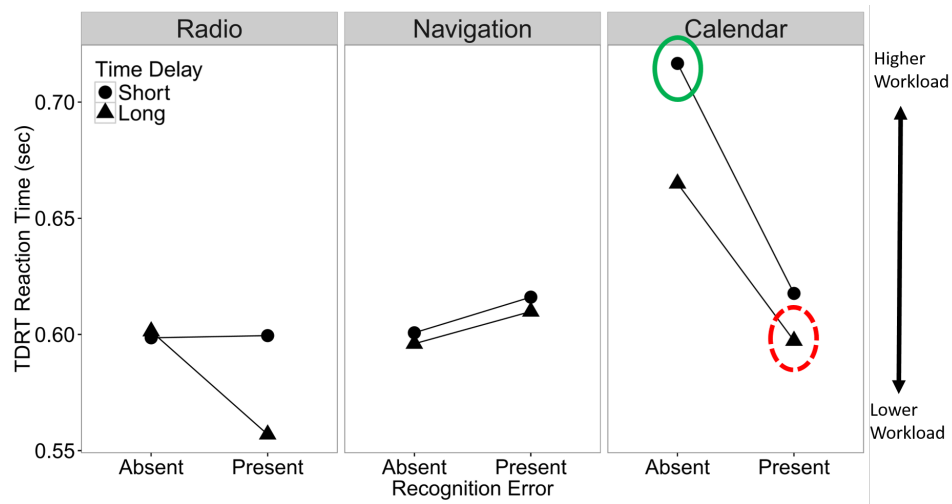 Radio
Navigation
Calendar
Time Delay
Short
Long
TDRT Reaction Time (sec)
0.70
0.65
0.60
0.55
Absent
Present
Absent
Present
Absent
Present
Recognition Error
Higher
Workload
Lower
Workload